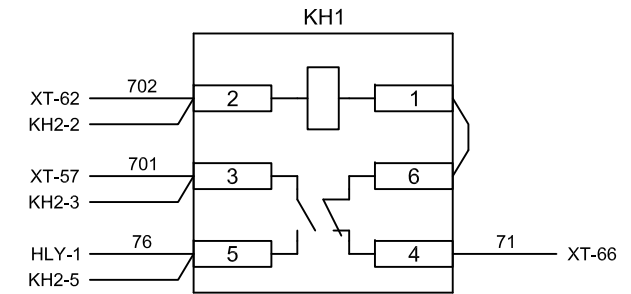 KH1
702
XT-62 2 1
KH2-2
701
XT-57 3 6
KH2-3
76 71
HLY-1 5 4 XT-66
KH2-5